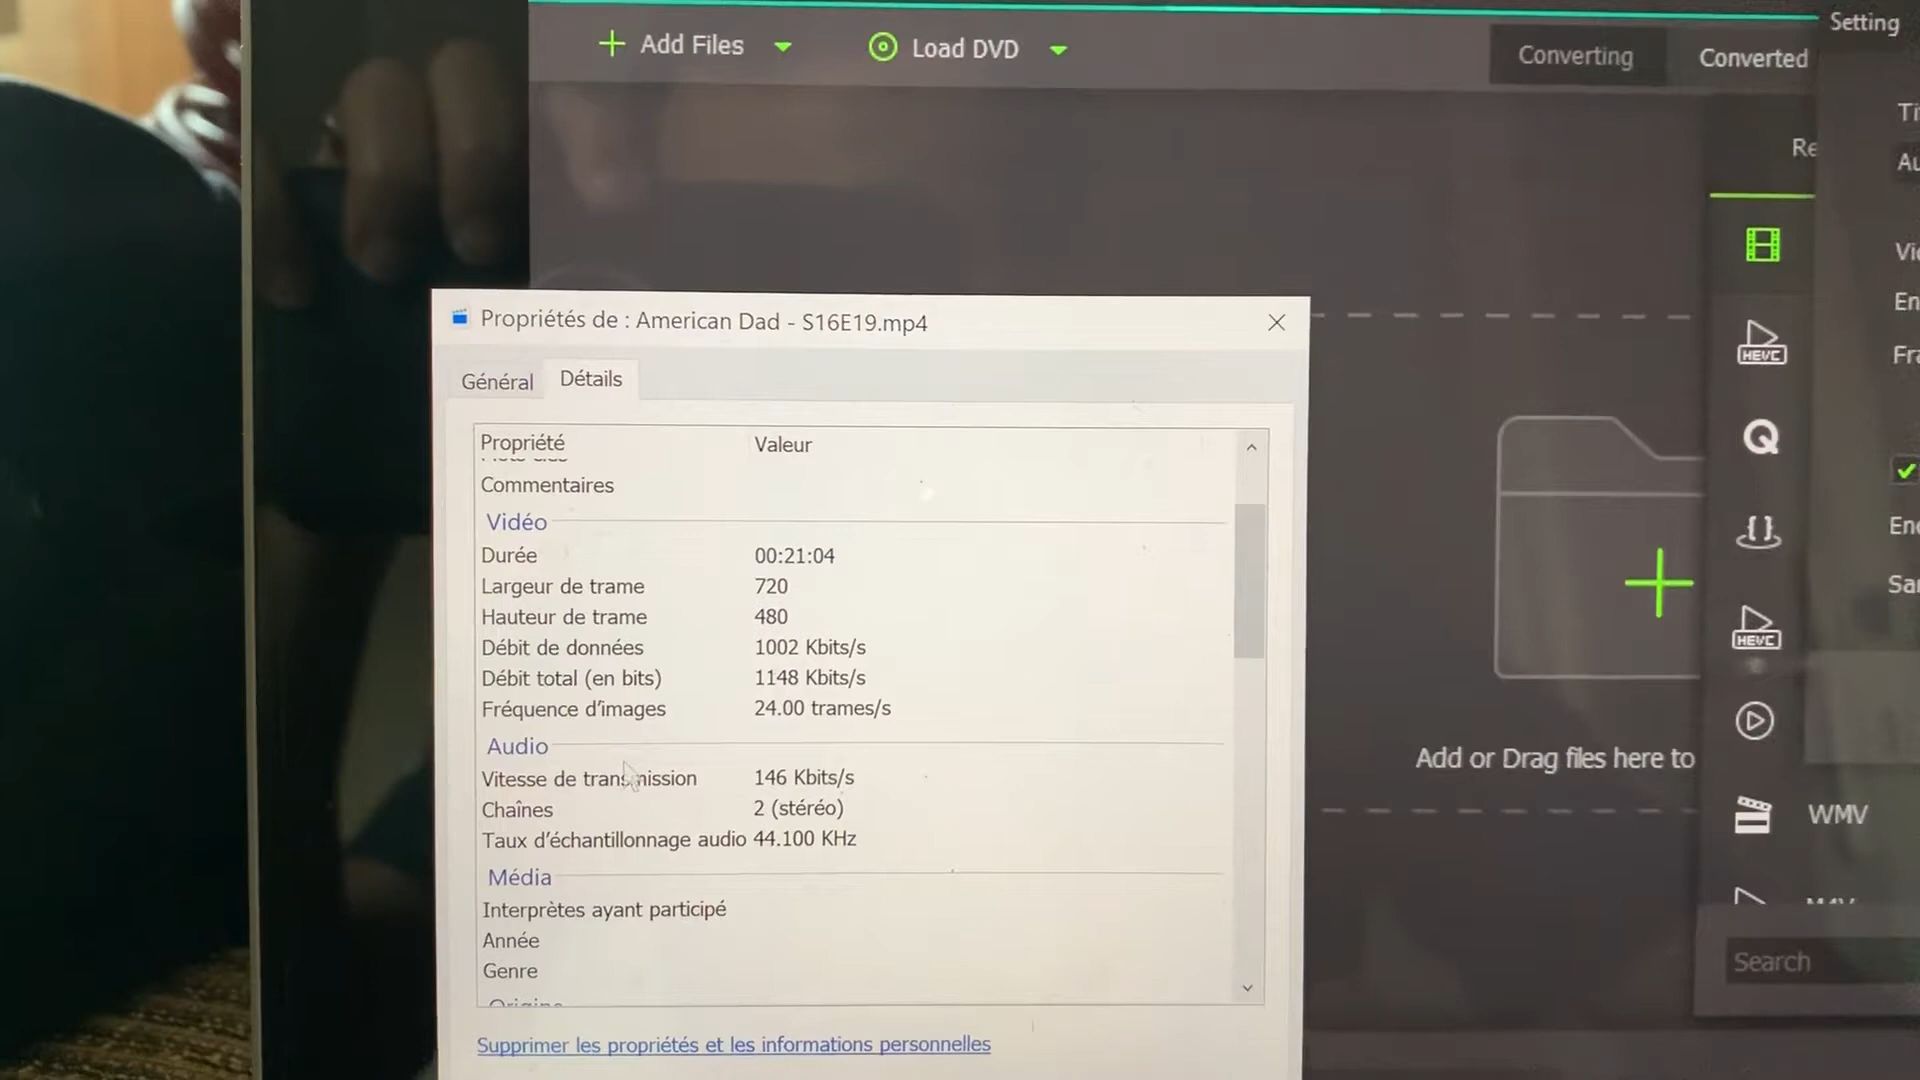 Setting
Add Files
Load DVD
Converting
Converted
Propriétés de : American Dad - S16E19.mp4
Général
Détails
Propriété Valeur
Commentaires
Vidéo
Durée 00:21:04
Largeur de trame 720
Hauteur de trame 480
Débit de données 1002 Kbits/s
Débit total (en bits) 1148 Kbits/s
Fréquence d'images 24.00 trames/s
Audio
Vitesse de transmission 146 Kbits/s
Chaînes 2 (stéréo)
Taux d'échantillonnage audio 44.100 KHz
Média
Interprètes ayant participé
Année
Genre
Supprimer les propriétés et les informations personnelles
HEVC
HEVC
Add or Drag files here to
WMV
Search